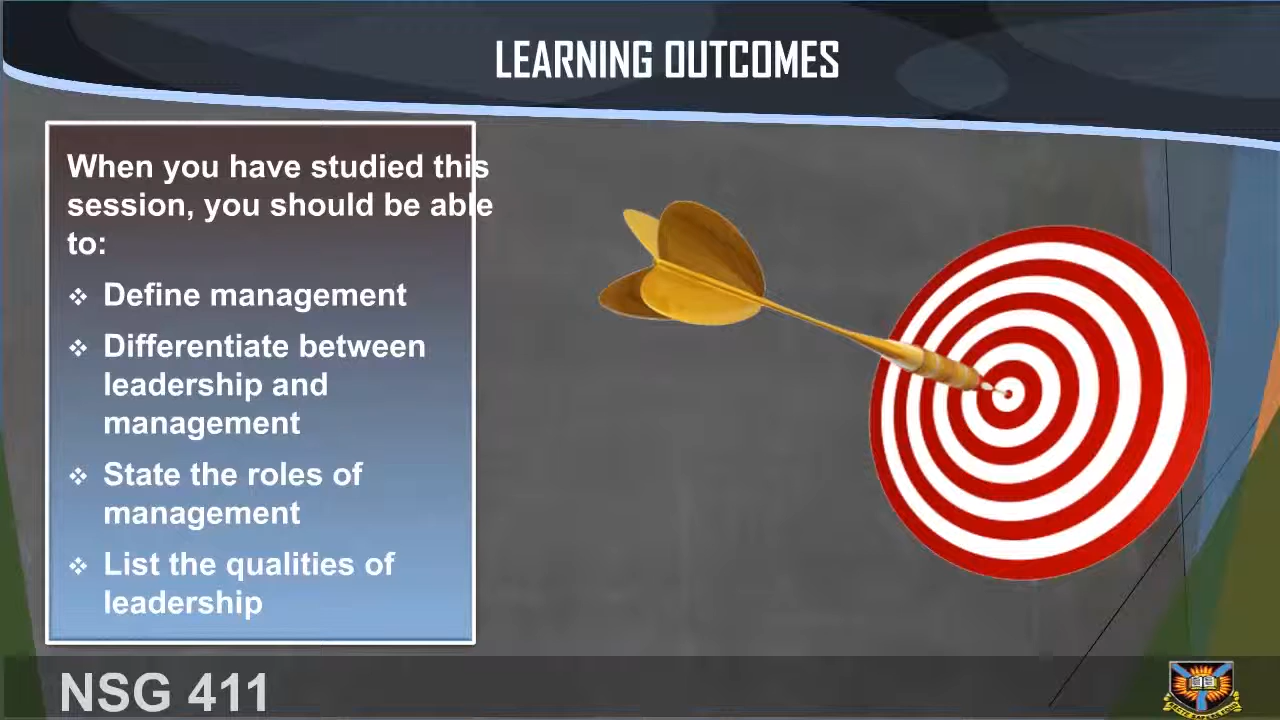 LEARNING OUTCOMES
When you have studied this
session, you should be able
to:
❖ Define management
❖ Differentiate between
leadership and
management
❖ State the roles of
management
❖ List the qualities of
leadership
NSG 411